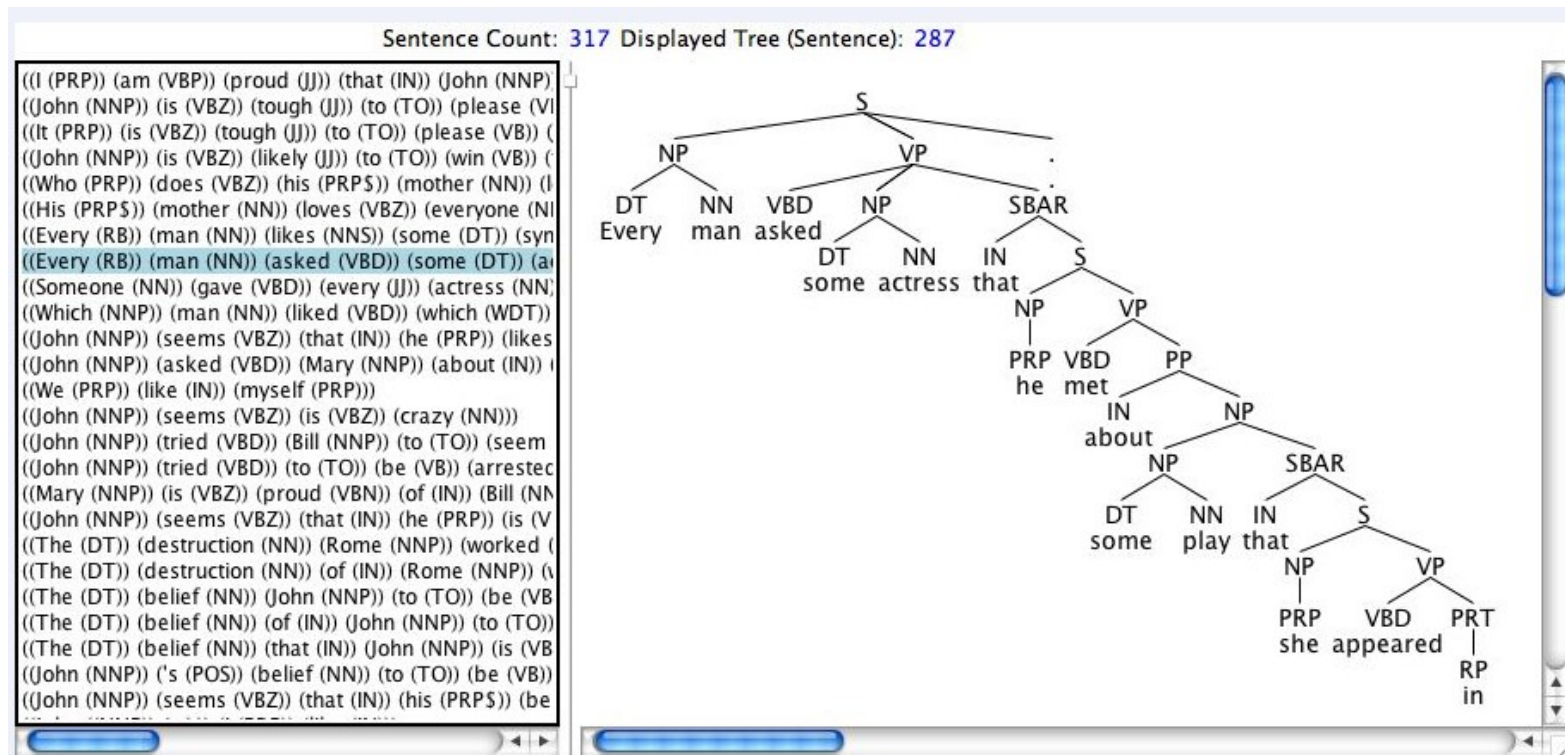 Sentence Count: 317 Displayed Tree (Sentence): 287
((I (PRP)) (am (VBP)) (proud (JJ)) (that (IN)) (John (NNP)
((John (NNP)) (is (VBZ)) (tough (JJ)) (to (TO)) (please (VI
((It (PRP)) (is (VBZ)) (tough (JJ)) (to (TO)) (please (VB)) (
((John (NNP)) (is (VBZ)) (likely (JJ)) (to (TO)) (win (VB)) (
((Who (PRP)) (does (VBZ)) (his (PRP$)) (mother (NN)) (
((His (PRP$)) (mother (NN)) (loves (VBZ)) (everyone (NI
((Every (RB)) (man (NN)) (likes (NNS)) (some (DT)) (syn
((Every (RB)) (man (NN)) (asked (VBD)) (some (DT)) (a
((Someone (NN)) (gave (VBD)) (every (JJ)) (actress (NN)
((Which (NNP)) (man (NN)) (liked (VBD)) (which (WDT))
((John (NNP)) (seems (VBZ)) (that (IN)) (he (PRP)) (likes
((John (NNP)) (asked (VBD)) (Mary (NNP)) (about (IN)) (
((We (PRP)) (like (IN)) (myself (PRP)))
((John (NNP)) (seems (VBZ)) (is (VBZ)) (crazy (NN)))
((John (NNP)) (tried (VBD)) (Bill (NNP)) (to (TO)) (seem
((John (NNP)) (tried (VBD)) (to (TO)) (be (VB)) (arrested
((Mary (NNP)) (is (VBZ)) (proud (VBN)) (of (IN)) (Bill (NN
((John (NNP)) (seems (VBZ)) (that (IN)) (he (PRP)) (is (V
((The (DT)) (destruction (NN)) (Rome (NNP)) (worked (
((The (DT)) (destruction (NN)) (of (IN)) (Rome (NNP)) (
((The (DT)) (belief (NN)) (John (NNP)) (to (TO)) (be (VB
((The (DT)) (belief (NN)) (of (IN)) (John (NNP)) (to (TO))
((The (DT)) (belief (NN)) (that (IN)) (John (NNP)) (is (VB
((John (NNP)) ('s (POS)) (belief (NN)) (to (TO)) (be (VB))
((John (NNP)) (seems (VBZ)) (that (IN)) (his (PRP$)) (be
S
NP VP .
DT NN VBD NP SBAR .
Every man asked
DT NN IN S
some actress that
NP VP
PRP VBD PP
he met
IN NP
about
NP SBAR
DT NN IN S
some play that
NP VP
PRP VBD PRT
she appeared
RP
in